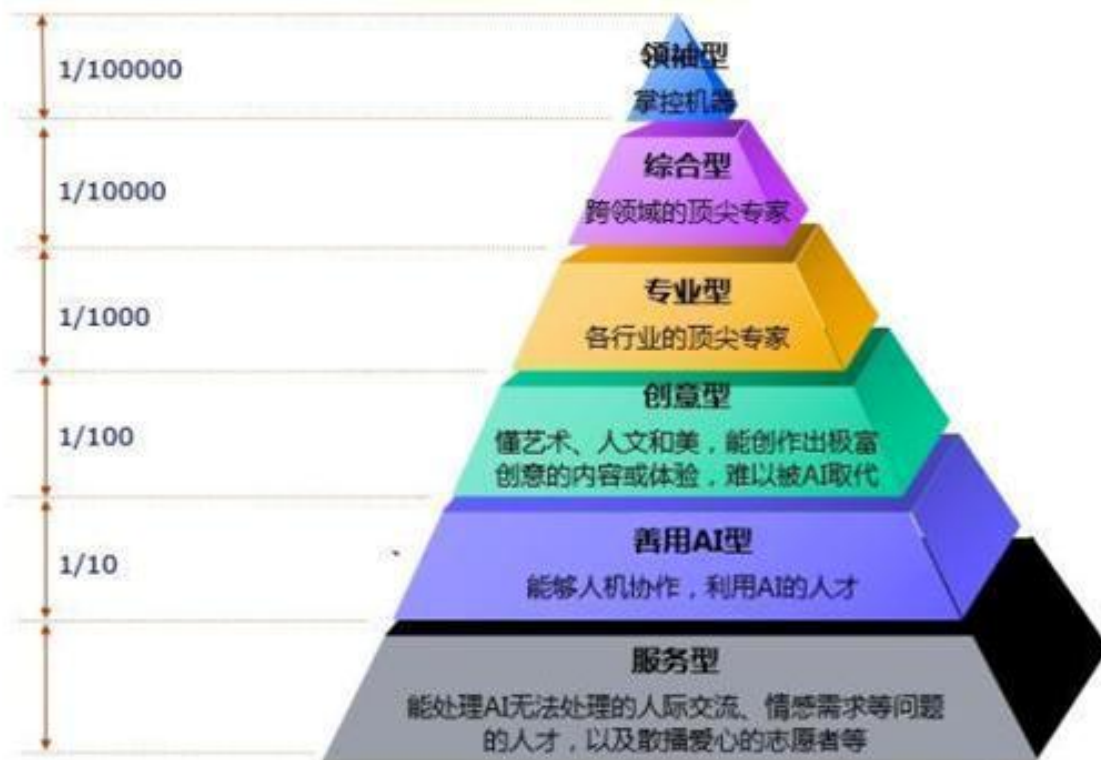 1/100000
领袖型
掌控机器
1/10000
综合型
跨领域的顶尖专家
1/1000
专业型
各行业的顶尖专家
1/100
创意型
懂艺术、人文和美，能创作出极富
创意的内容或体验，难以被AI取代
1/10
善用AI型
能够人机协作，利用AI的人才
服务型
能处理AI无法处理的人际交流、情感需求等问题
的人才，以及散播爱心的志愿者等